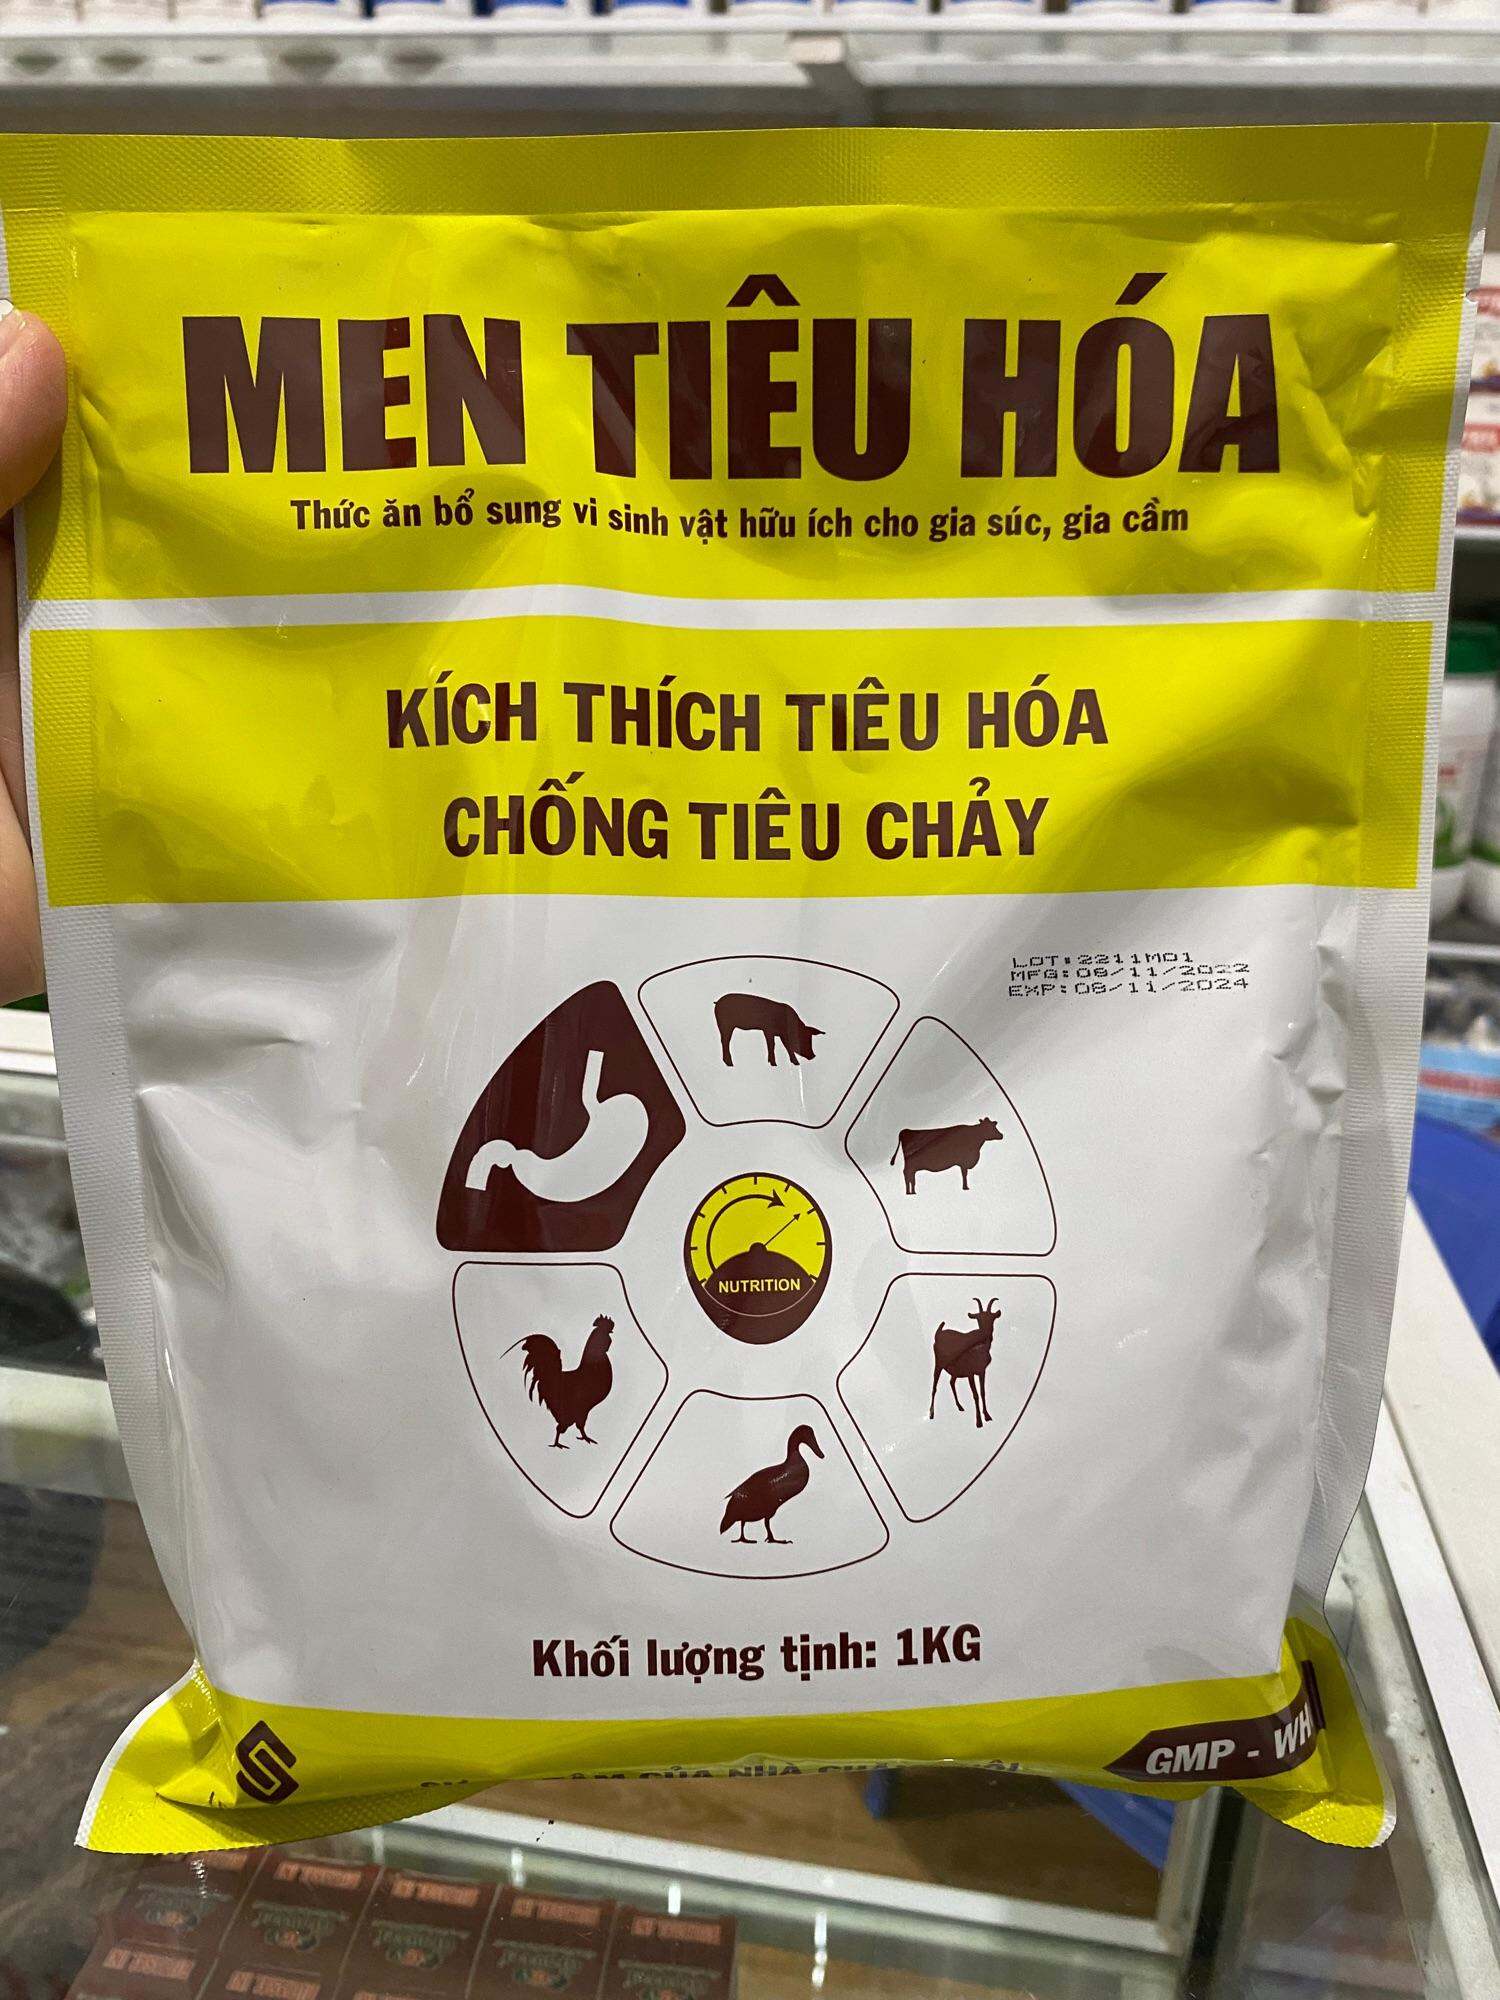 MEN TIÊU HÓA
Thức ăn bổ sung vi sinh vật hữu ích cho gia súc, gia cầm
KÍCH THÍCH TIÊU HÓA
CHỐNG TIÊU CHẢY
LOT:2211M01
MFG:08/11/2022
EXP:08/11/2024
NUTRITION
Khối lượng tịnh: 1KG
GMP - WH
CỦA NHÀ